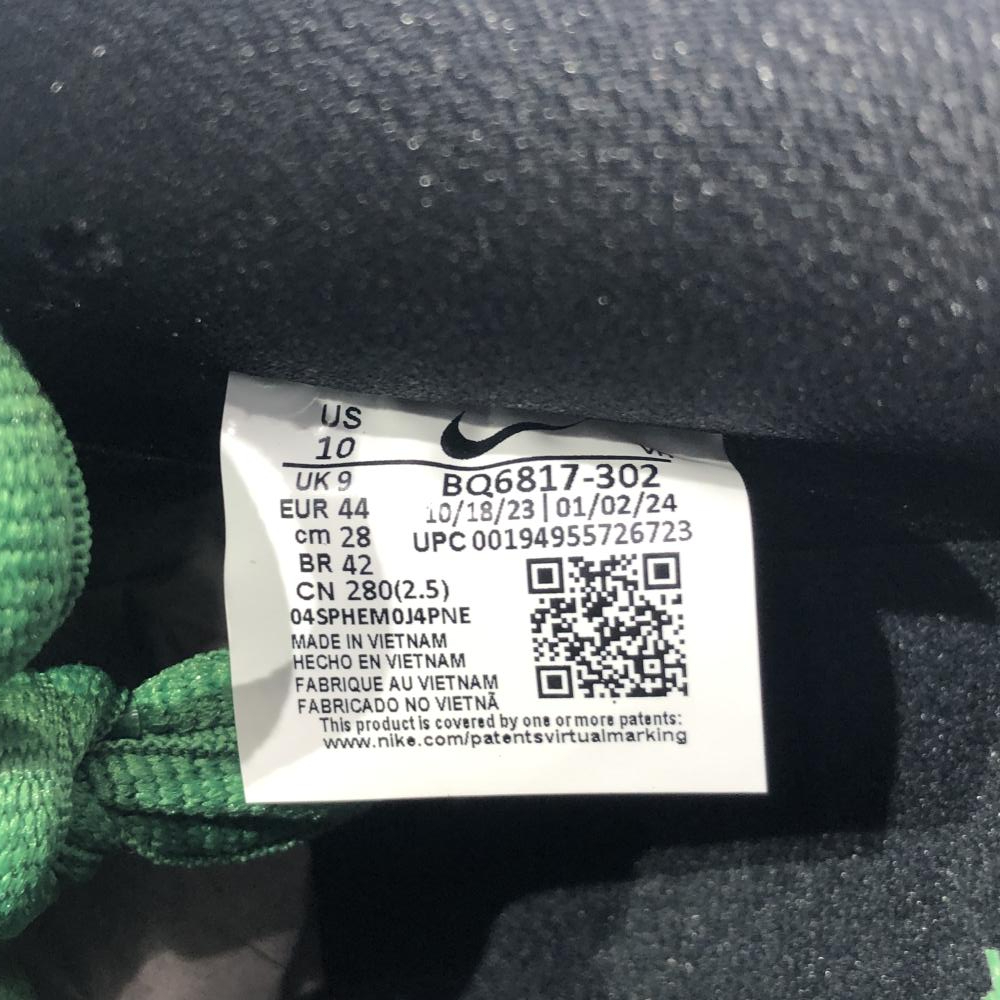 US
10
UK 9
EUR 44
cm 28
BR 42
CN 280(2.5)
04SPHEM0J4PNE
MADE IN VIETNAM
HECHO EN VIETNAM
FABRIQUE AU VIETNAM
FABRICADO NO VIETNÃ
BQ6817-302
10/18/23 | 01/02/24
UPC 00194955726723
This product is covered by one or more patents:
www.nike.com/patentsvirtualmarking